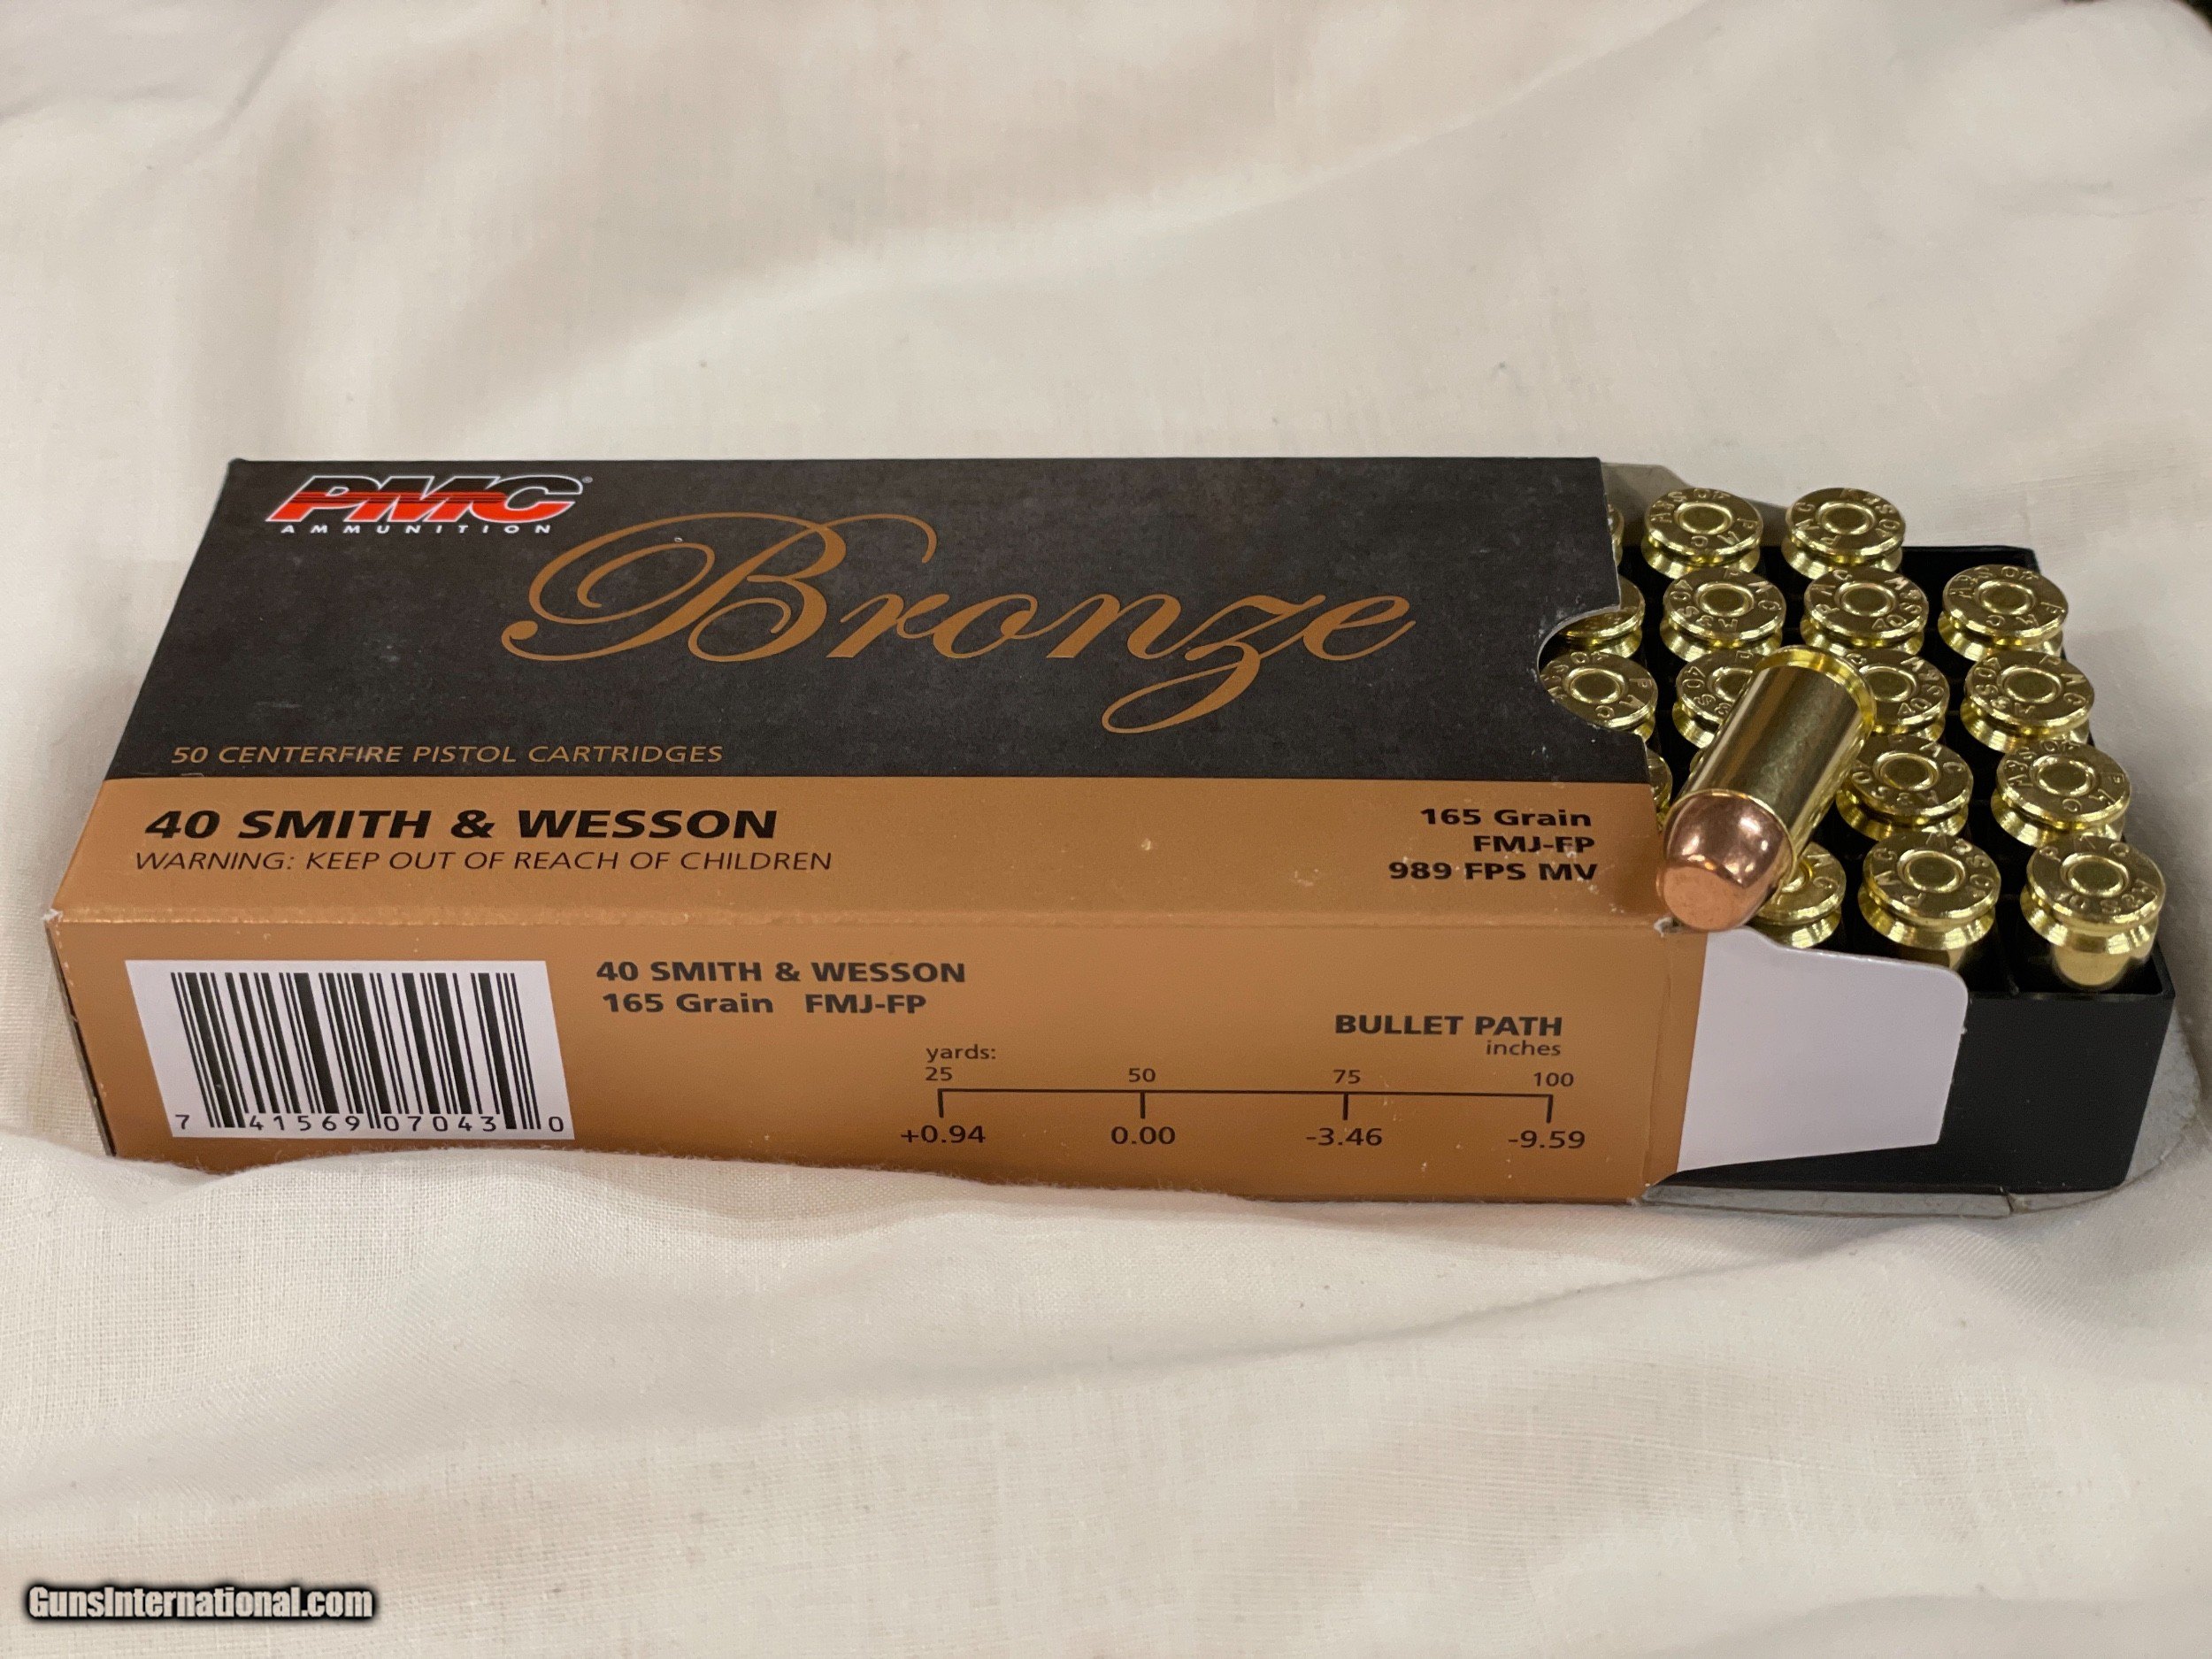 PMC®
AMMUNITION
Bronze
50 CENTERFIRE PISTOL CARTRIDGES
40 SMITH & WESSON
WARNING: KEEP OUT OF REACH OF CHILDREN
165 Grain
FMJ-FP
989 FPS MV
40 SMITH & WESSON
165 Grain FMJ-FP
BULLET PATH
inches
yards:
25 50 75 100
+0.94 0.00 -3.46 -9.59
7 41569 07043 0
GunsInternational.com